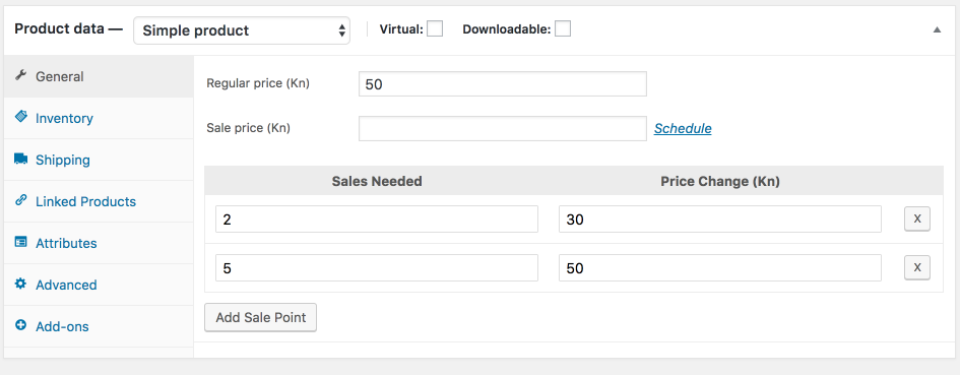 Product data — Simple product Virtual: Downloadable:
General
Inventory
Shipping
Linked Products
Attributes
Advanced
Add-ons
Regular price (Kn) 50
Sale price (Kn) Schedule
Sales Needed Price Change (Kn)
2 30 X
5 50 X
Add Sale Point